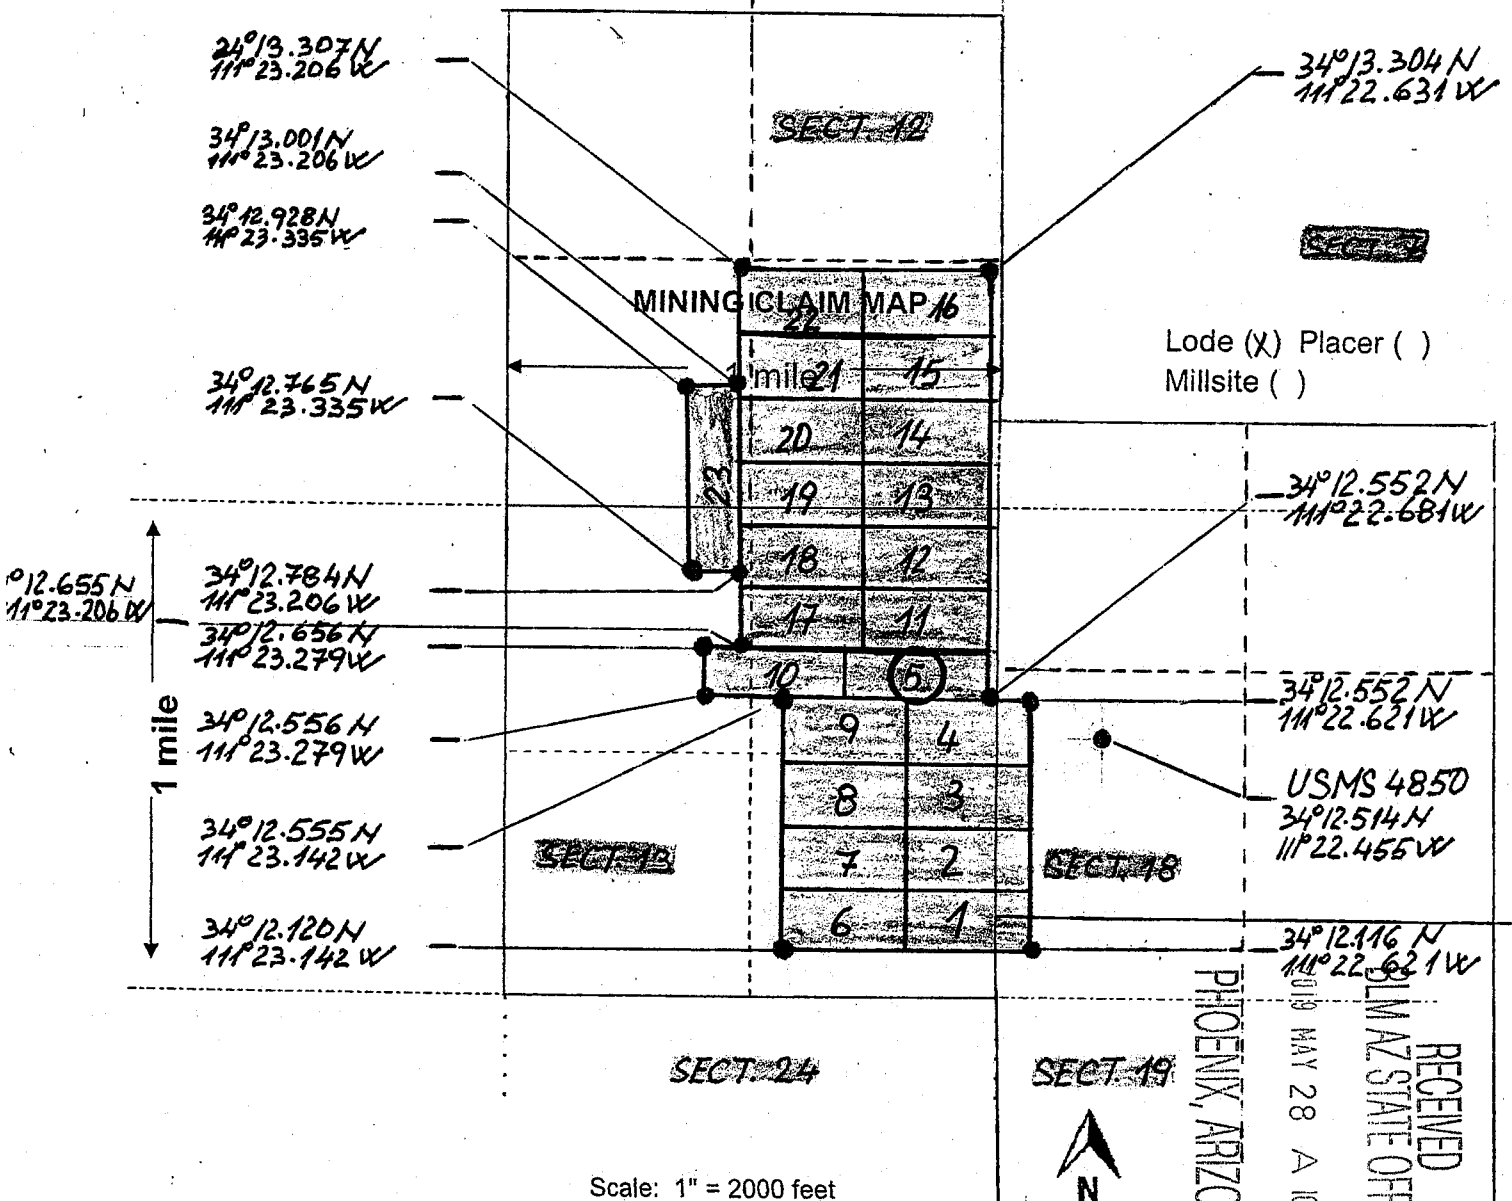 24°13.307N
111°23.206W
34°13.001N
111°23.206W
34°12.928N
111°23.335W
34°12.765N
111°23.335W
°12.655N
11°23.206W
34°12.784N
111°23.206W
34°12.656N
111°23.279W
1 mile
34°12.556N
111°23.279W
34°12.555N
111°23.142W
34°12.120N
111°23.142W
SECT. 12
MINING CLAIM MAP
22
16
mile
21
15
20
14
23
19
13
18
12
17
11
10
5
9
4
8
3
7
2
6
1
SECT. 13
SECT. 18
SECT. 24
SECT. 19
34°13.304N
111°22.631W
Lode (X) Placer ( )
Millsite ( )
34°12.552N
111°22.681W
34°12.552N
111°22.621W
USMS 4850
34°12.514N
11°22.455W
34°12.116 N
111°22.621W
RECEIVED
BLM AZ STATE OFF
2019 MAY 28 A 10
PHOENIX, ARIZO
N
Scale: 1" = 2000 feet